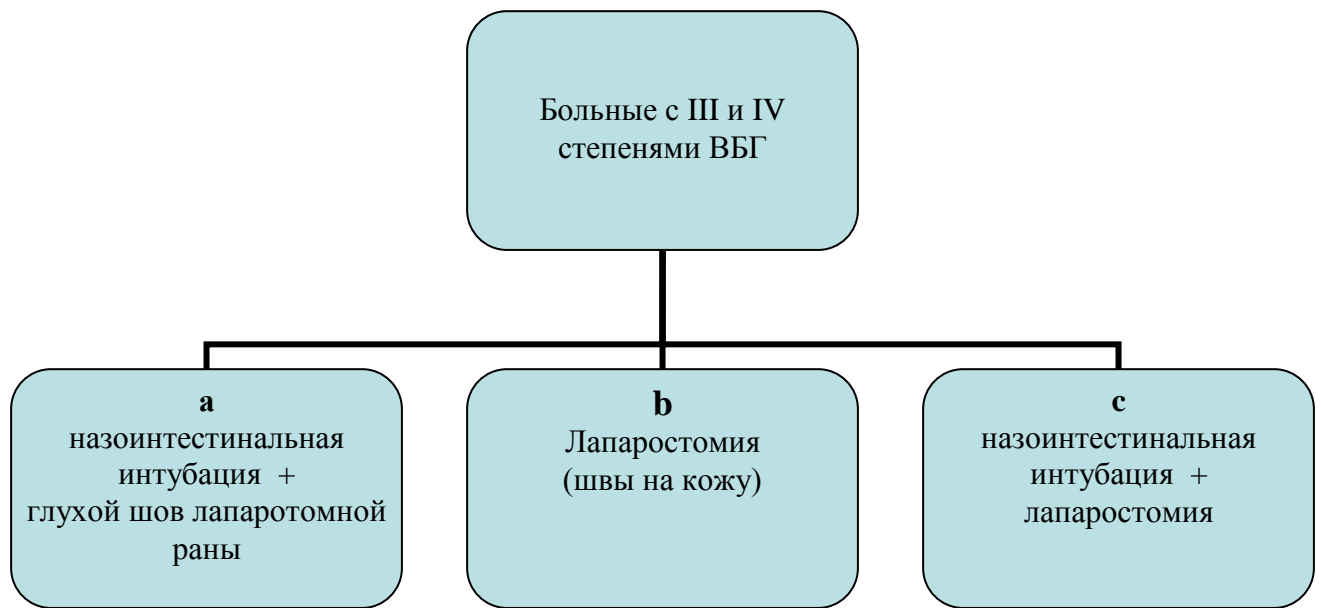 Больные с III и IV
степенями ВБГ
a
назоинтестинальная
интубация +
глухой шов лапаротомной
раны
b
Лапаростомия
(швы на кожу)
c
назоинтестинальная
интубация +
лапаростомия